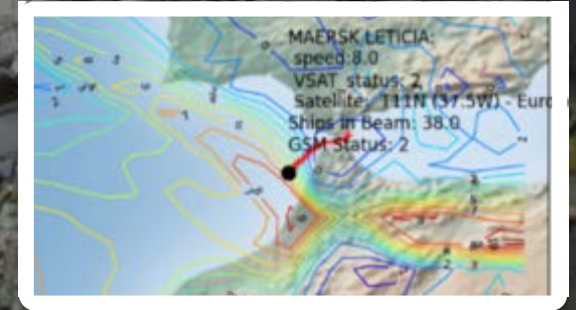 MAERSK LETICIA:
speed:8.0
VSAT status: 2
Satellite: T11N (37.5W) - Euro
Ships in Beam: 38.0
GSM Status: 2